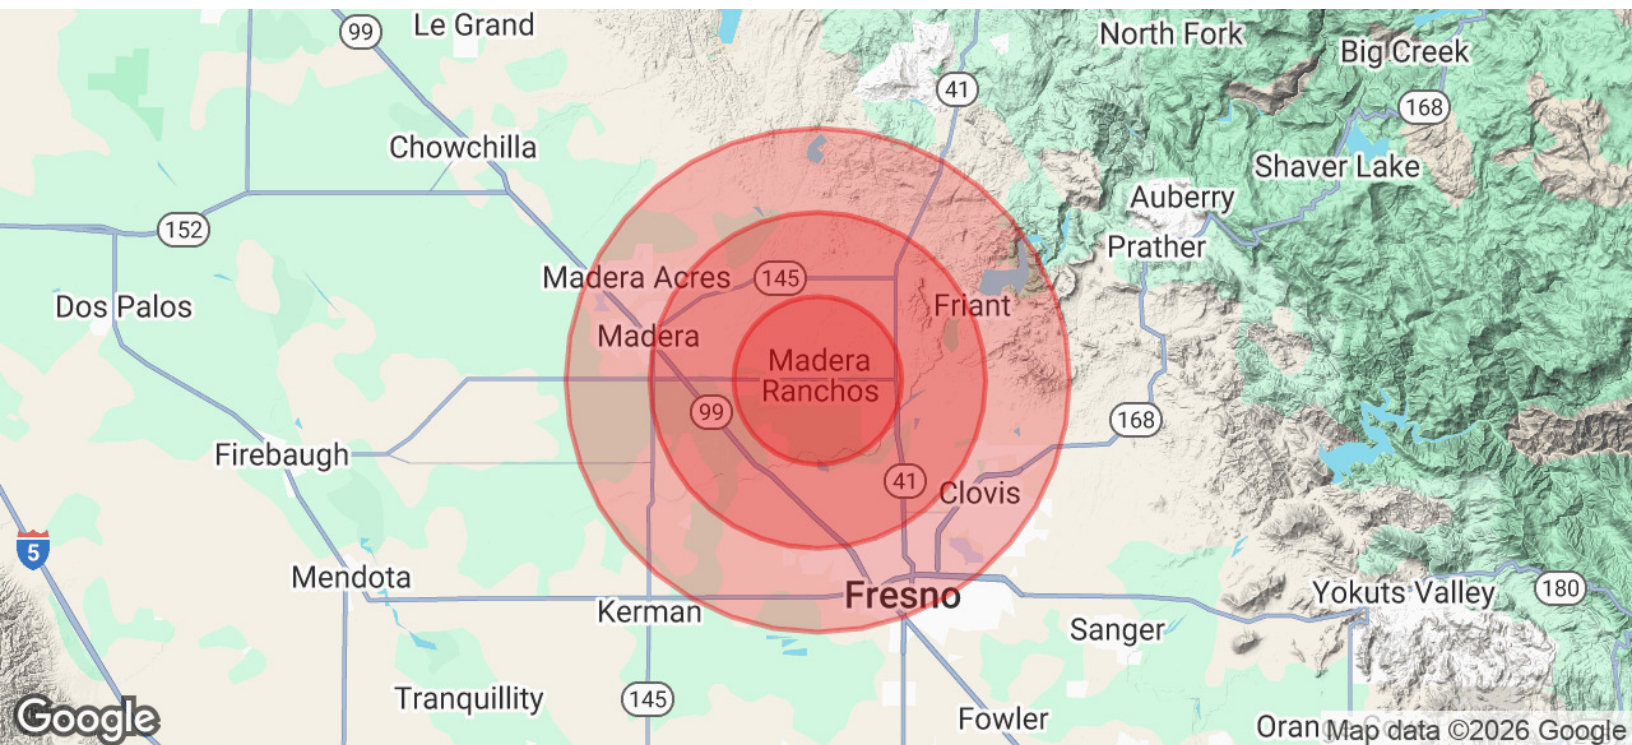 Le Grand
99
North Fork
Big Creek
41
168
Chowchilla
Shaver Lake
Auberry
152
Prather
Madera Acres
145
Dos Palos
Friant
Madera
Madera
Ranchos
99
168
Firebaugh
41
Clovis
5
Mendota
Fresno
Yokuts Valley
180
Kerman
Sanger
Tranquillity
145
Google
Fowler
Oran
Map data ©2026 Google